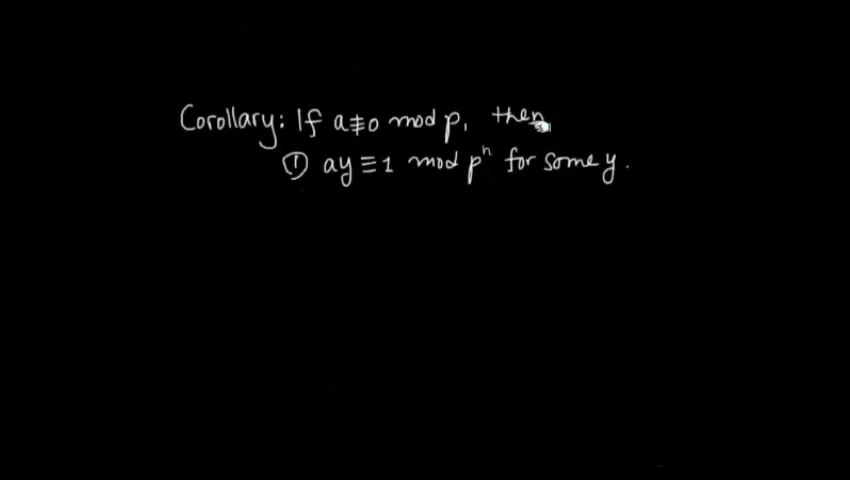 Corollary: If a≢0 mod p, then
① ay ≡ 1 mod pⁿ for some y.